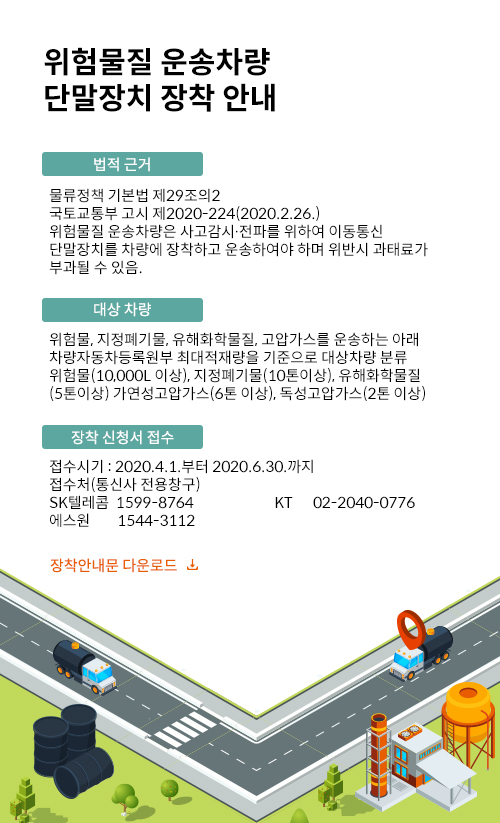 위험물질 운송차량
단말장치 장착 안내
법적 근거
물류정책 기본법 제29조의2
국토교통부 고시 제2020-224(2020.2.26.)
위험물질 운송차량은 사고감시·전파를 위하여 이동통신
단말장치를 차량에 장착하고 운송하여야 하며 위반시 과태료가
부과될 수 있음.
대상 차량
위험물, 지정폐기물, 유해화학물질, 고압가스를 운송하는 아래
차량자동차등록원부 최대적재량을 기준으로 대상차량 분류
위험물(10,000L 이상), 지정폐기물(10톤이상), 유해화학물질
(5톤이상) 가연성고압가스(6톤 이상), 독성고압가스(2톤 이상)
장착 신청서 접수
접수시기 : 2020.4.1.부터 2020.6.30.까지
접수처(통신사 전용창구)
SK텔레콤 1599-8764 KT 02-2040-0776
에스원 1544-3112
장착안내문 다운로드